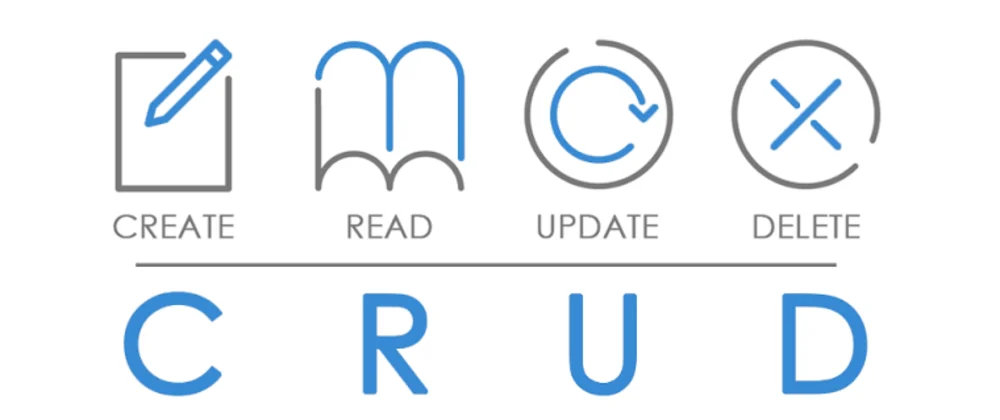 CREATE READ UPDATE DELETE
C R U D